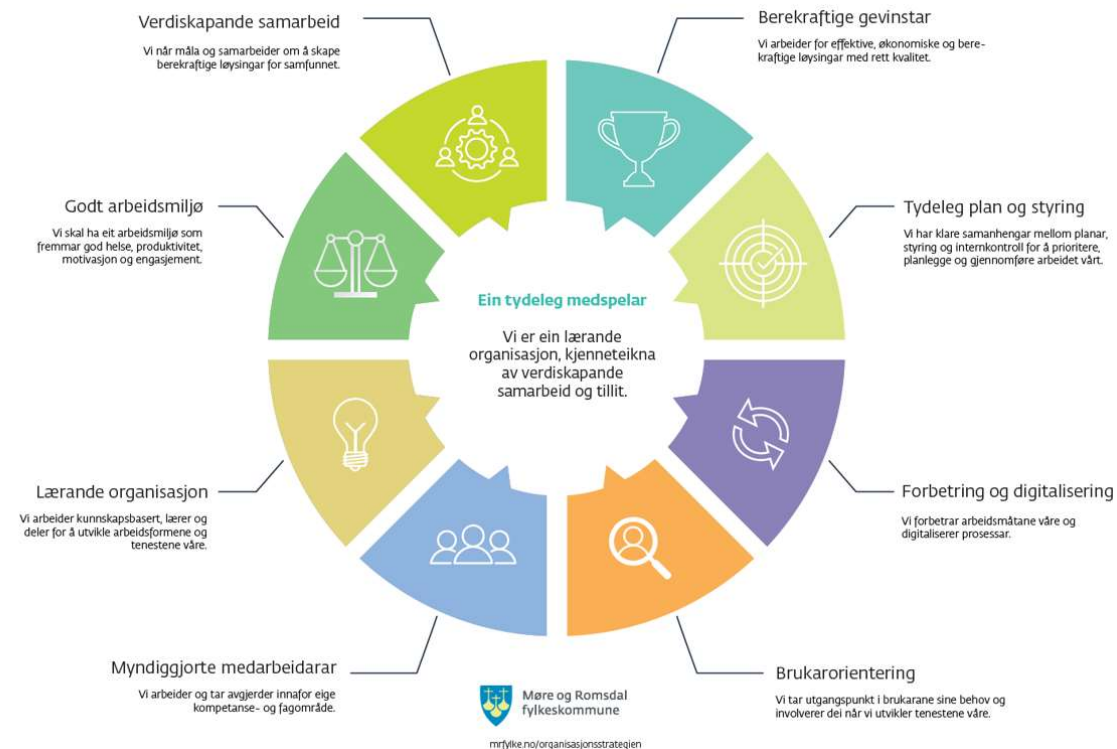 Verdiskapande samarbeid
Vi når måla og samarbeider om å skape
berekraftige løysingar for samfunnet.
Berekraftige gevinstar
Vi arbeider for effektive, økonomiske og bere-
kraftige løysingar med rett kvalitet.
Godt arbeidsmiljø
Vi skal ha eit arbeidsmiljø som
fremmar god helse, produktivitet,
motivasjon og engasjement.
Tydeleg plan og styring
Vi har klare samanhengar mellom planar,
styring og internkontroll for å prioritere,
planlegge og gjennomføre arbeidet vårt.
Ein tydeleg medspelar
Vi er ein lærande
organisasjon, kjenneteikna
av verdiskapande
samarbeid og tillit.
Lærande organisasjon
Vi arbeider kunnskapsbasert, lærer og
deler for å utvikle arbeidsformene og
tenestene våre.
Forbetring og digitalisering
Vi forbetrar arbeidsmåtane våre og
digitaliserer prosessar.
Myndiggjorte medarbeidarar
Vi arbeider og tar avgjerder innafor eige
kompetanse- og fagområde.
Brukarorientering
Vi tar utgangspunkt i brukarane sine behov og
involverer dei når vi utvikler tenestene våre.
Møre og Romsdal
fylkeskommune
mrfylke.no/organisasjonsstrategien